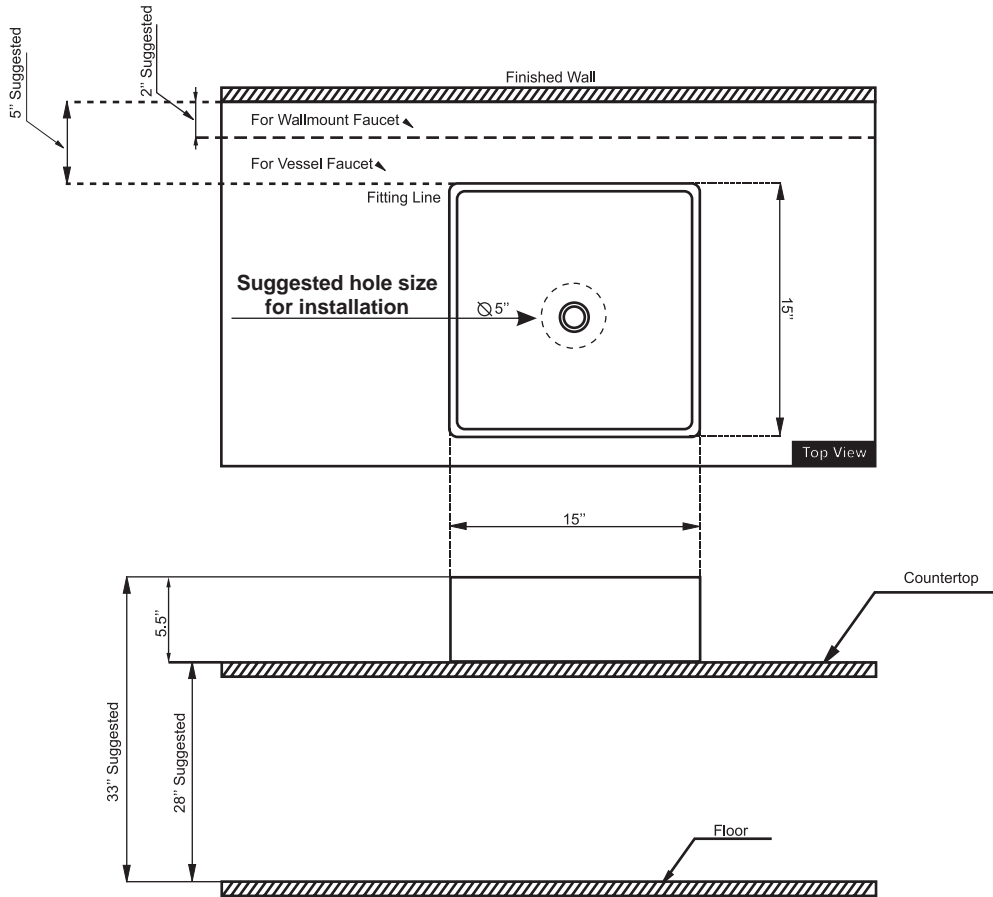 5” Suggested
2” Suggested
Finished Wall
For Wallmount Faucet
For Vessel Faucet
Fitting Line
Suggested hole size
for installation
∅ 5”
15”
Top View
15”
Countertop
5.5”
33” Suggested
28” Suggested
Floor